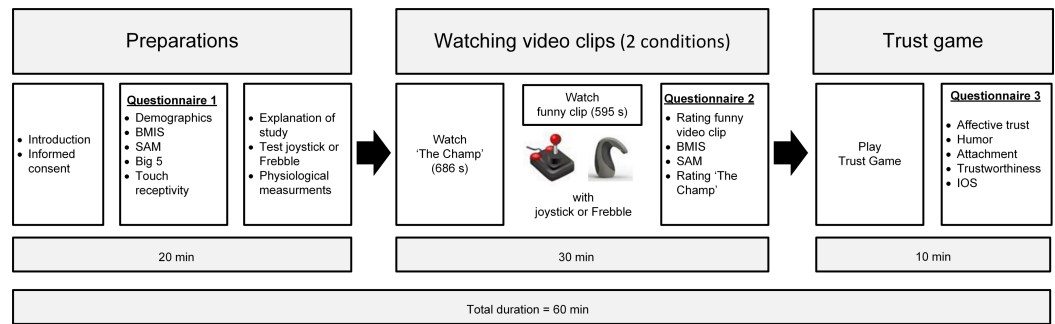 Preparations
Watching video clips (2 conditions)
Trust game
• Introduction
• Informed
consent
Questionnaire 1
• Demographics
• BMIS
• SAM
• Big 5
• Touch
receptivity
• Explanation of
study
• Test joystick or
Frebble
• Physiological
measurments
Watch
'The Champ'
(686 s)
Watch
funny clip (595 s)
with
joystick or Frebble
Questionnaire 2
• Rating funny
video clip
• BMIS
• SAM
• Rating 'The
Champ'
Play
Trust Game
Questionnaire 3
• Affective trust
• Humor
• Attachment
• Trustworthiness
• IOS
20 min
30 min
10 min
Total duration = 60 min